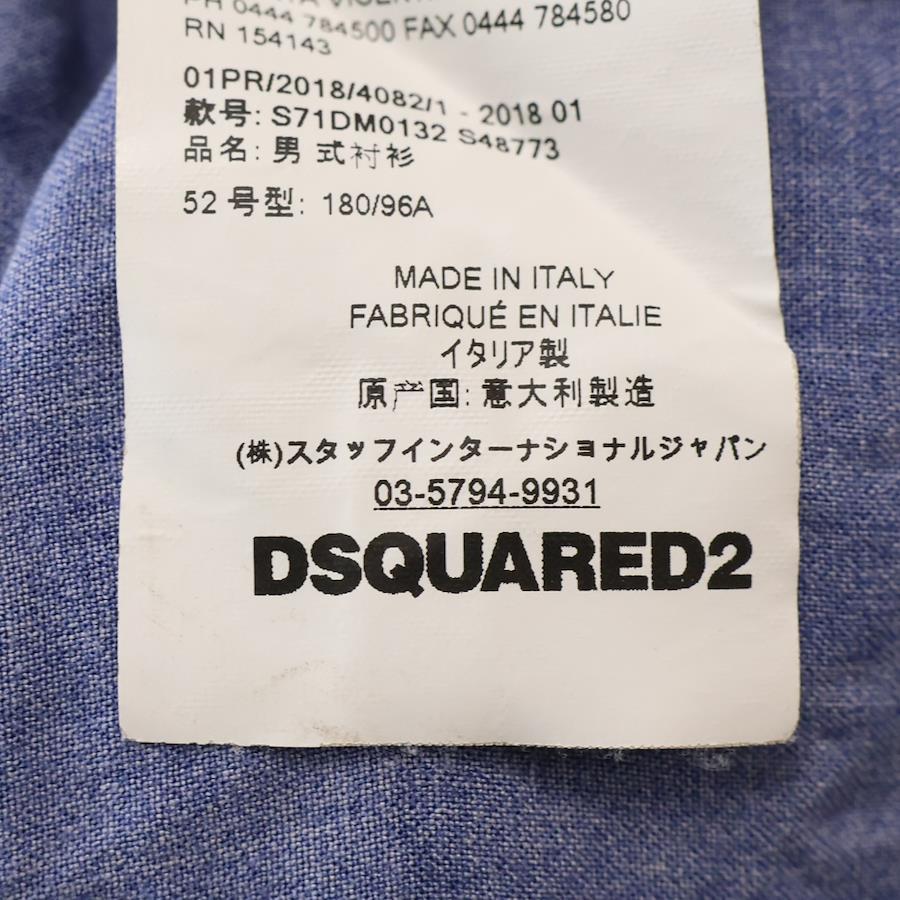 PH 0444 784500 FAX 0444 784580
RN 154143
01PR/2018/4082/1 - 2018 01
款号: S71DM0132 S48773
品名: 男 式衬衫
52 号型: 180/96A
MADE IN ITALY
FABRIQUÉ EN ITALIE
イタリア製
原产国: 意大利製造
(株)スタッフインターナショナルジャパン
03-5794-9931
DSQUARED2